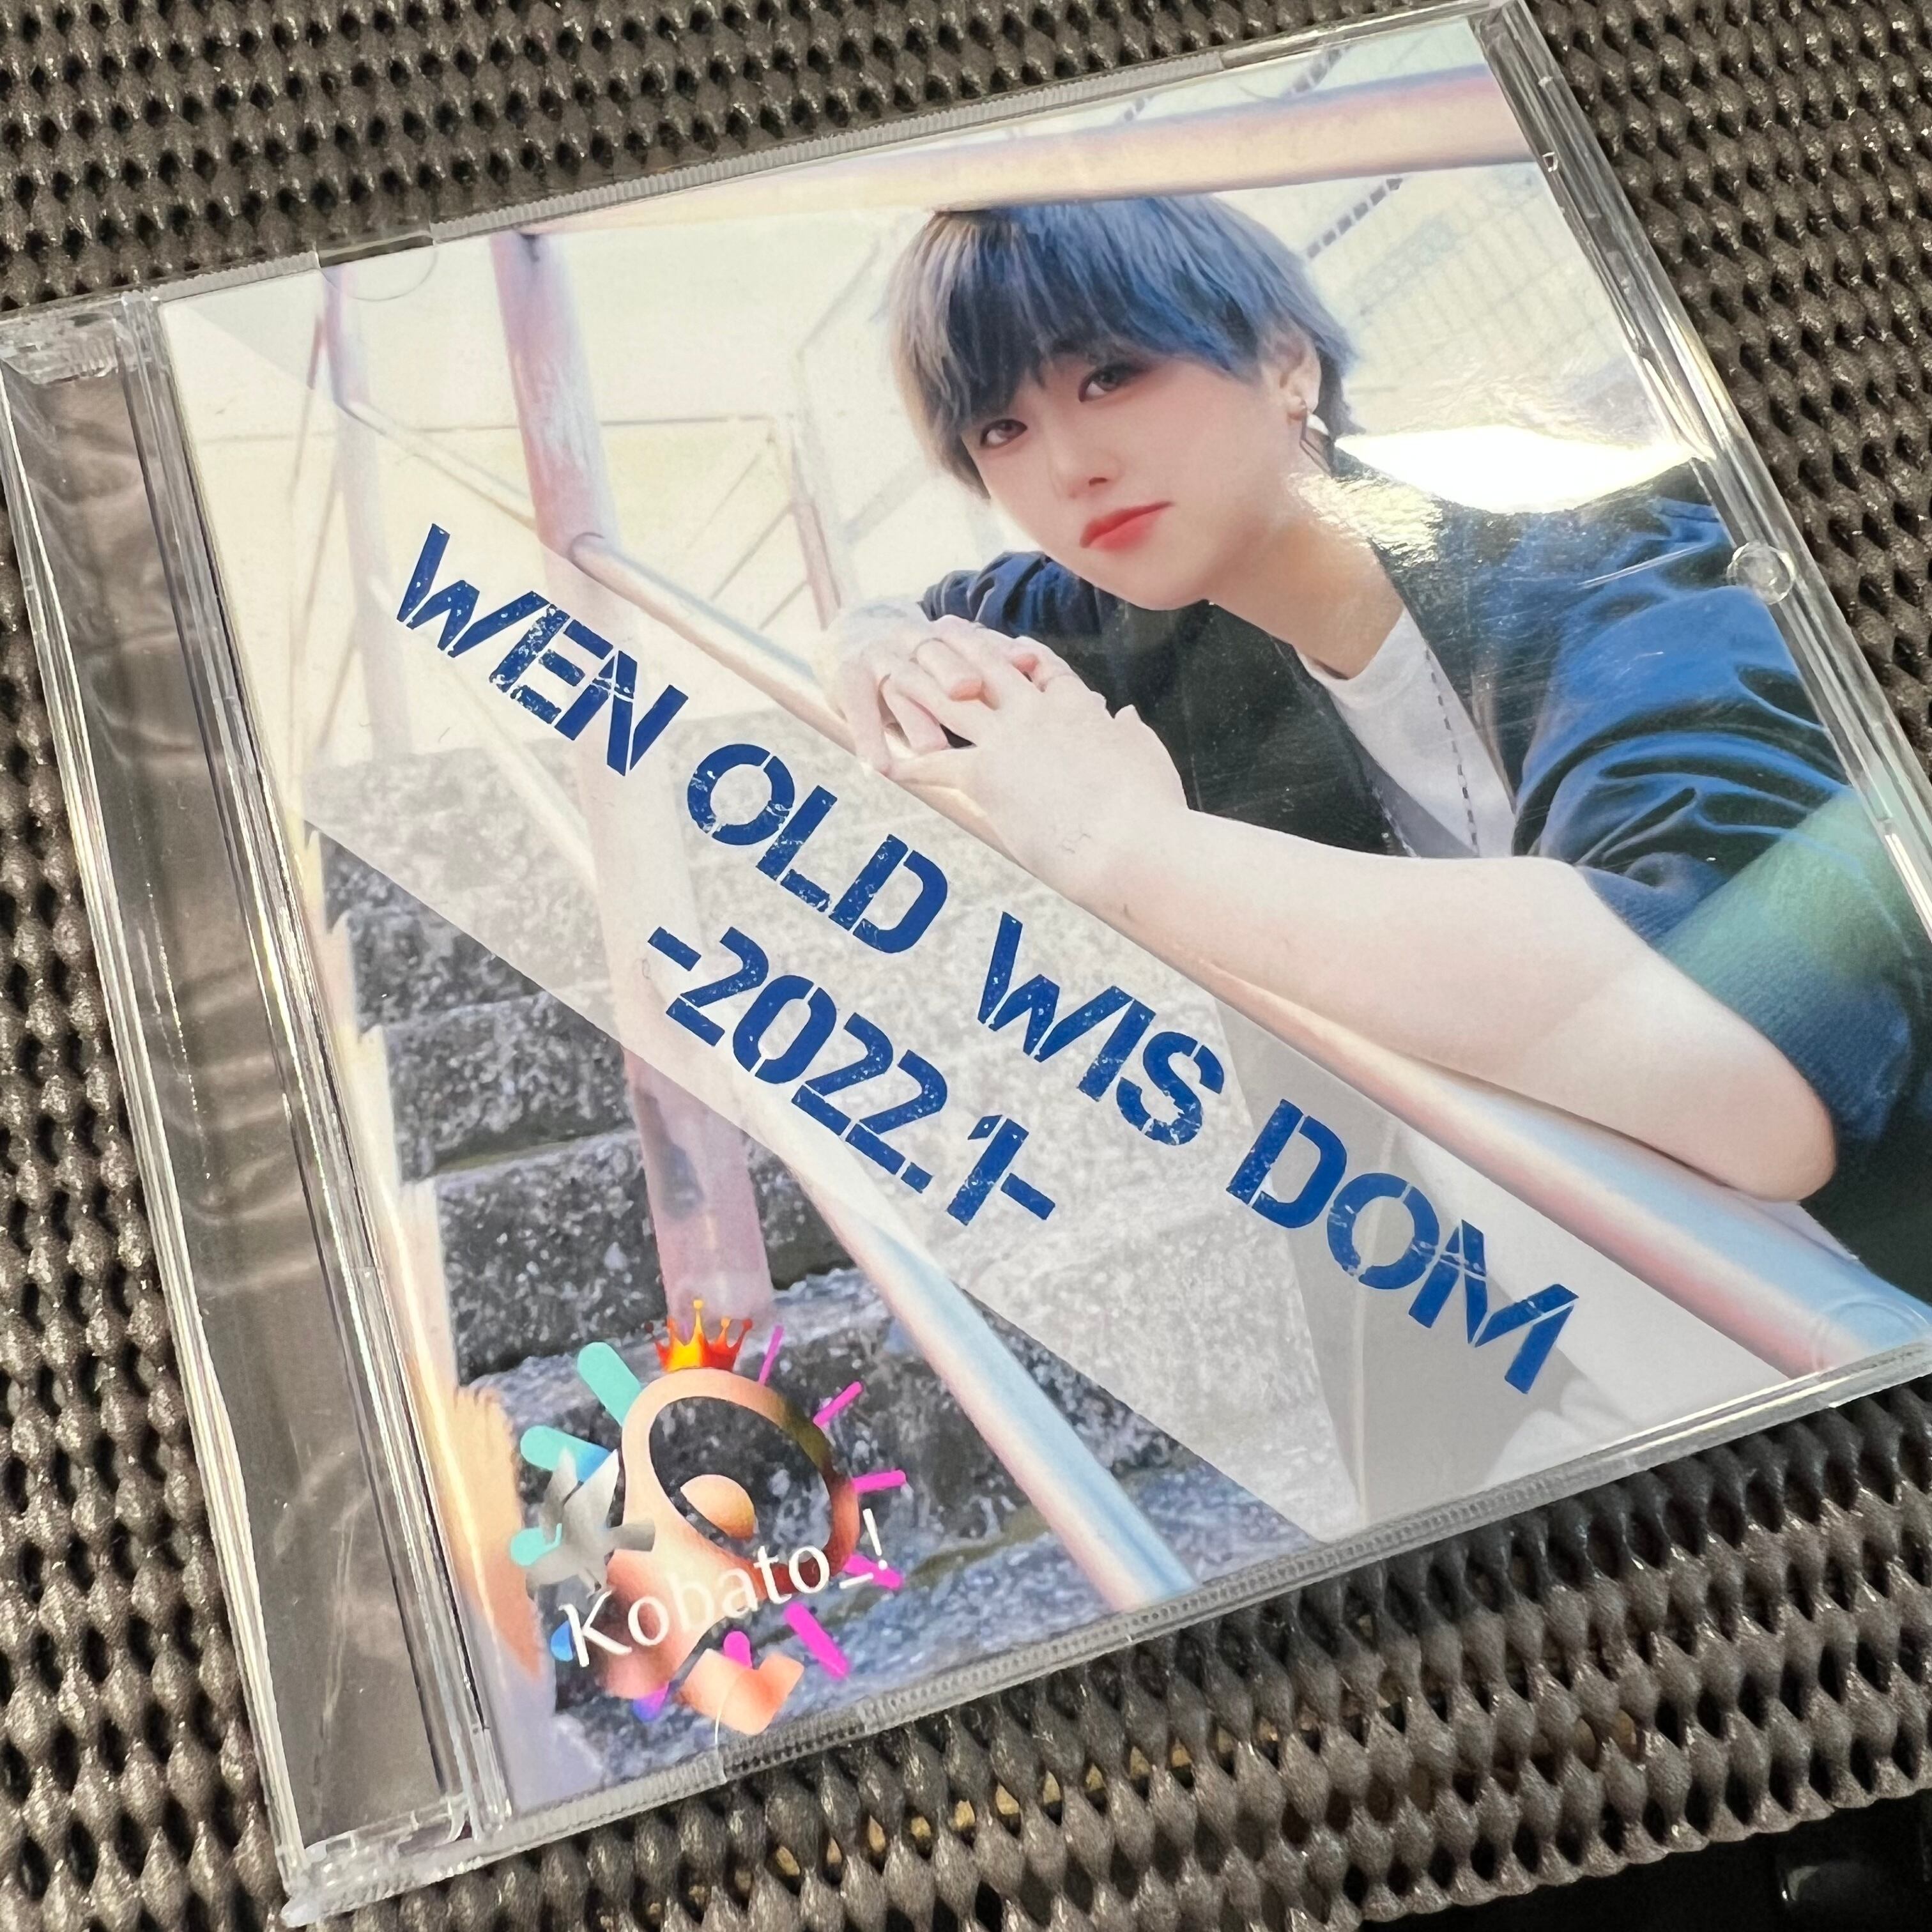 WEN OLD WIS DOM
-2022.1-
Kobato_!